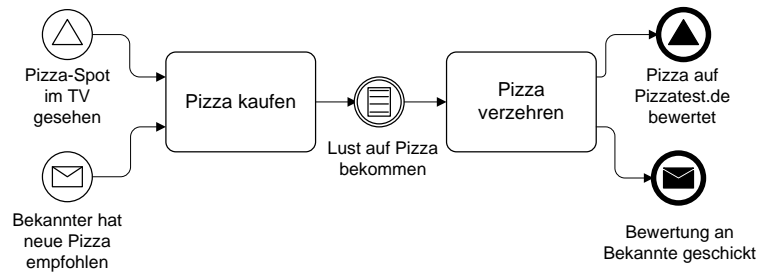 Pizza-Spot
im TV
gesehen
Bekannter hat
neue Pizza
empfohlen
Pizza kaufen
Lust auf Pizza
bekommen
Pizza
verzehren
Pizza auf
Pizzatest.de
bewertet
Bewertung an
Bekannte geschickt